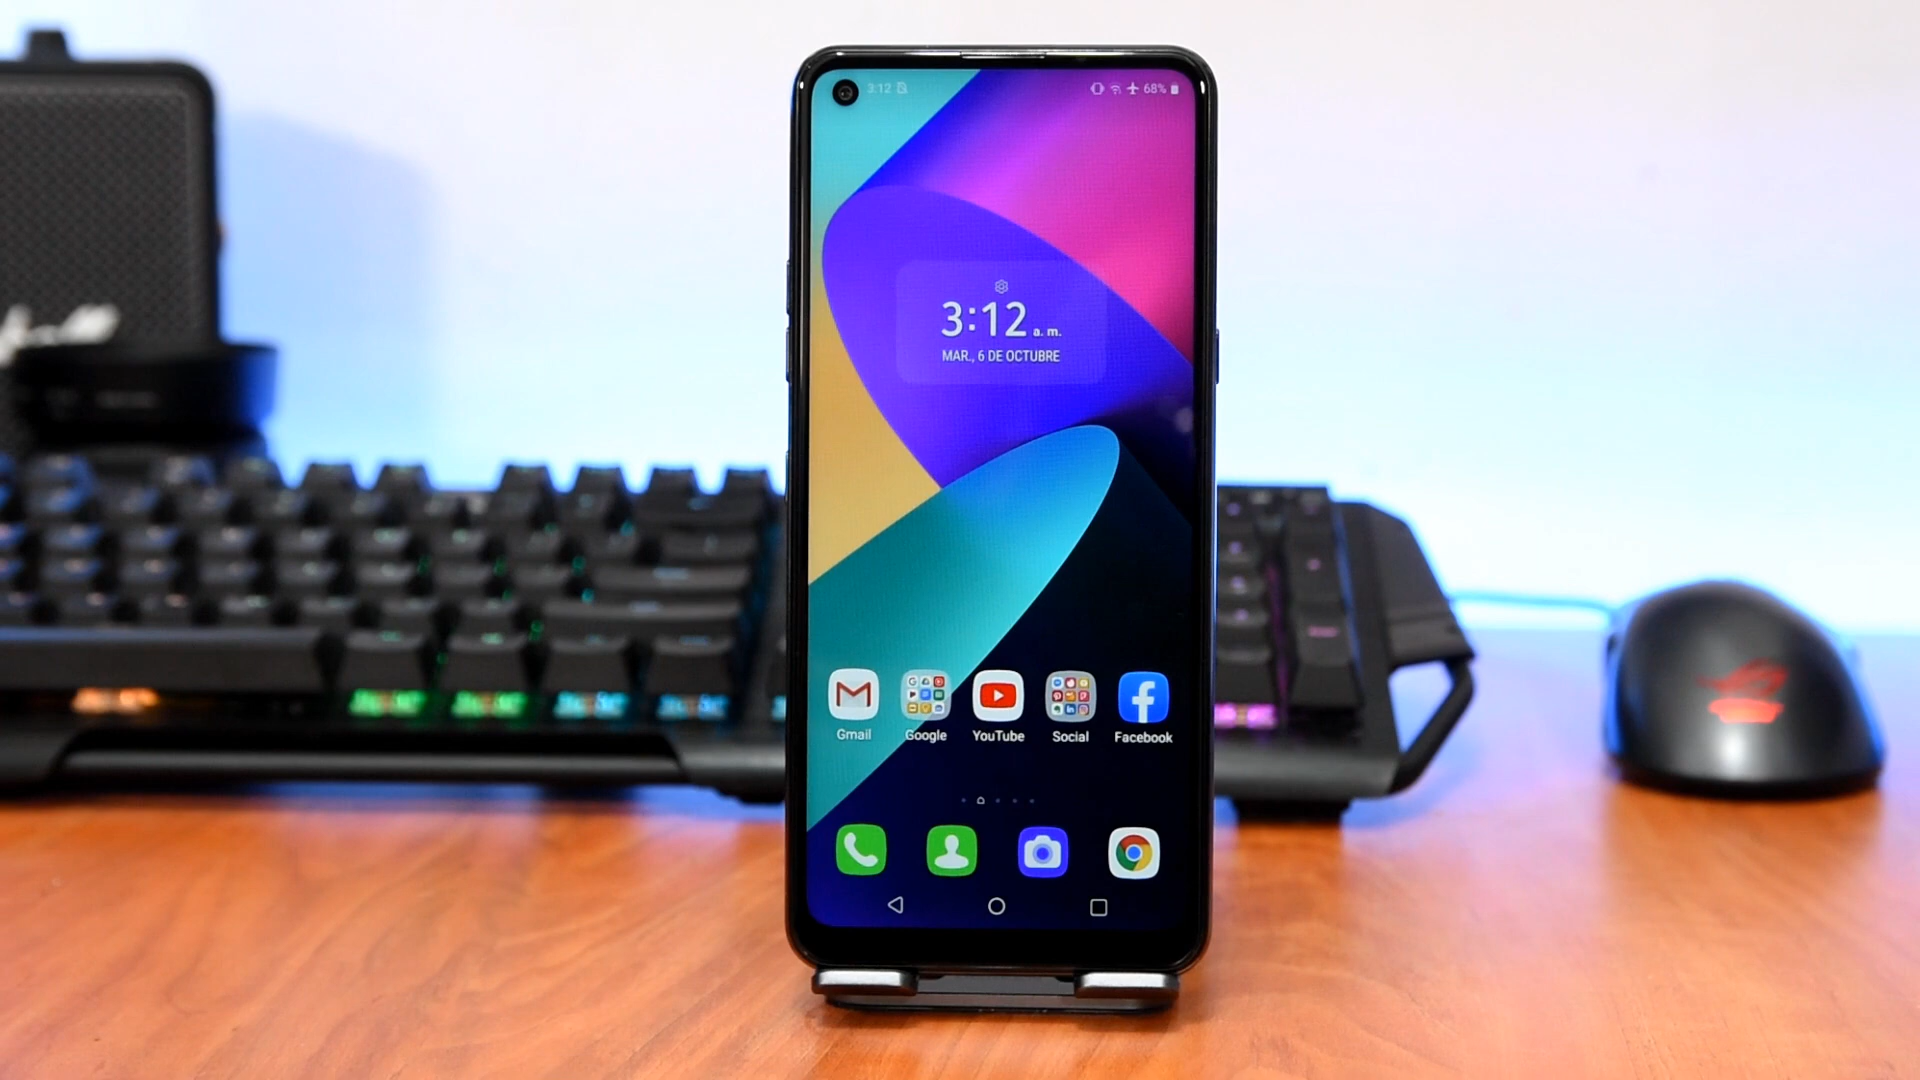 3:12
68%
3:12 a. m.
MAR., 6 DE OCTUBRE
Gmail
Google
YouTube
Social
Facebook